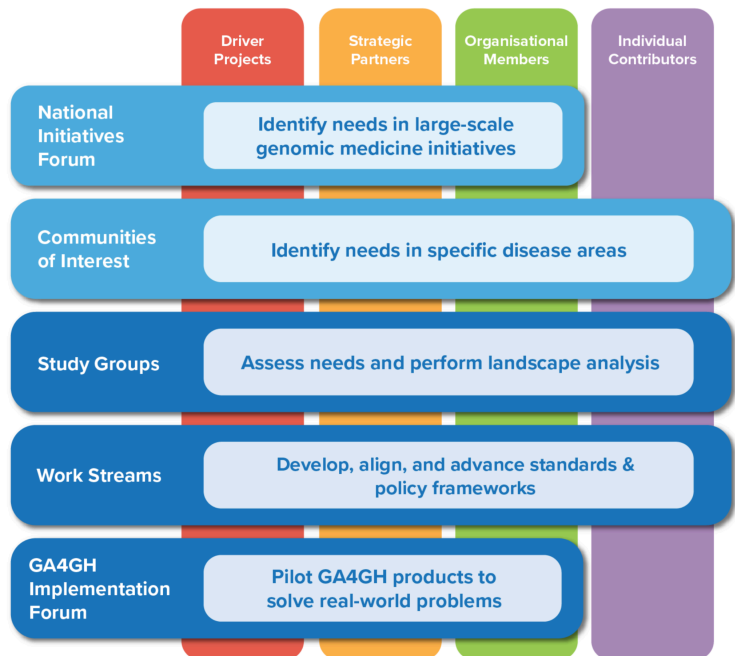 Driver
Projects
Strategic
Partners
Organisational
Members
Individual
Contributors
National
Initiatives
Forum
Identify needs in large-scale
genomic medicine initiatives
Communities
of Interest
Identify needs in specific disease areas
Study Groups
Assess needs and perform landscape analysis
Work Streams
Develop, align, and advance standards &
policy frameworks
GA4GH
Implementation
Forum
Pilot GA4GH products to
solve real-world problems